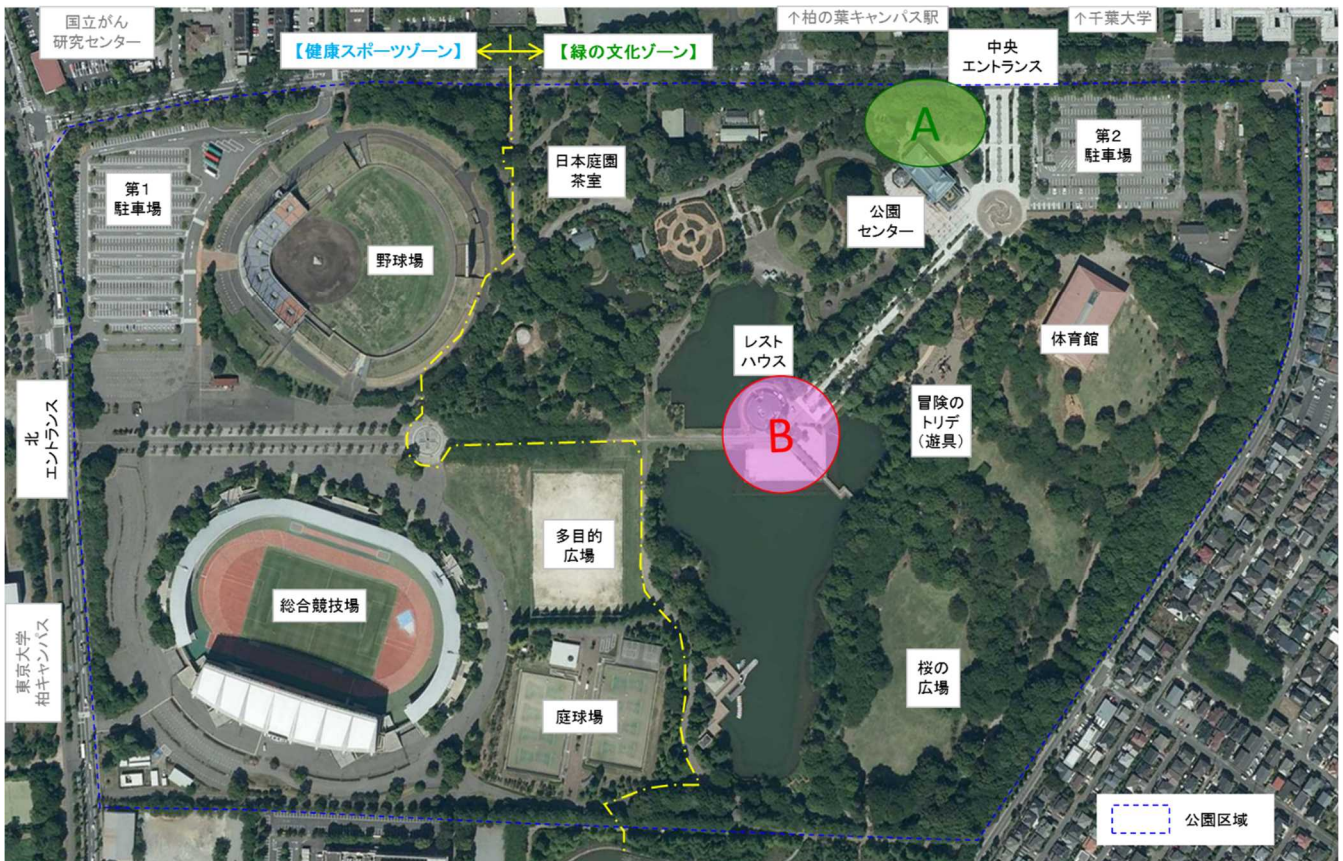 国立がん
研究センター
↑柏の葉キャンパス駅
↑千葉大学
【健康スポーツゾーン】
【緑の文化ゾーン】
中央
エントランス
A
第1
駐車場
日本庭園
茶室
第2
駐車場
公園
センター
野球場
レスト
ハウス
体育館
北
エントランス
B
冒険の
トリデ
（遊具）
多目的
広場
総合競技場
東京大学
柏キャンパス
桜の
広場
庭球場
公園区域